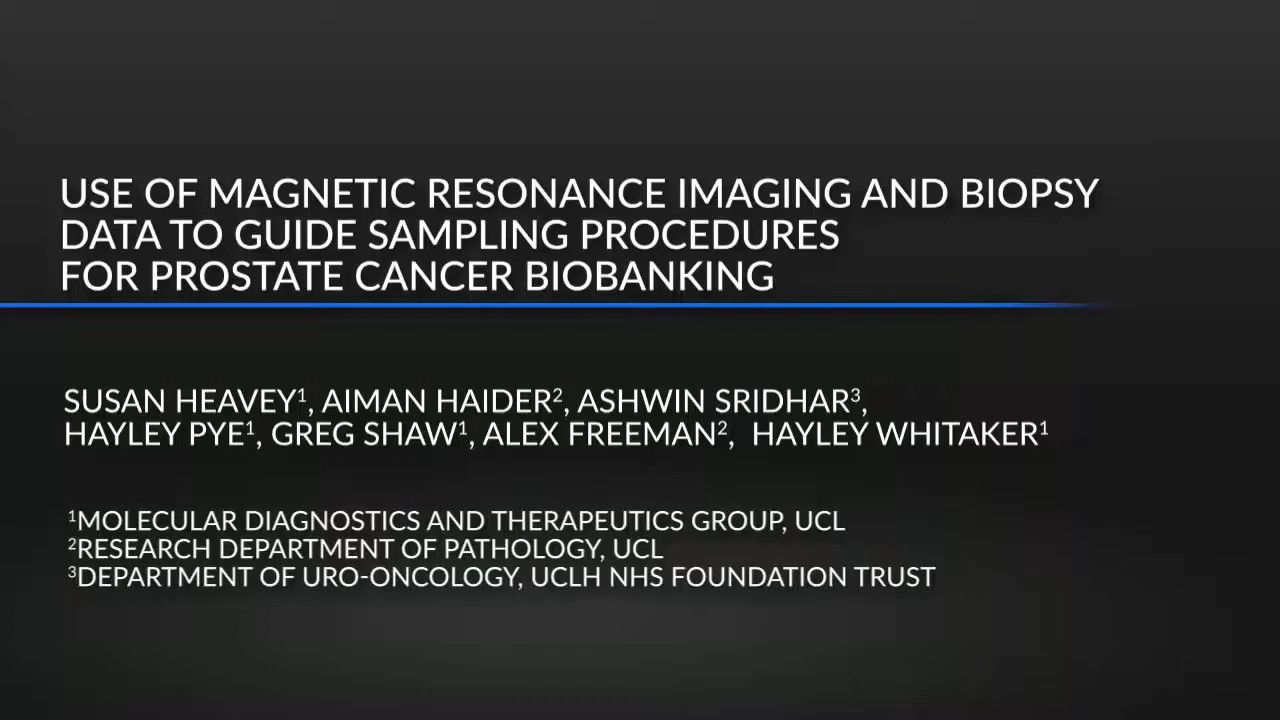 USE OF MAGNETIC RESONANCE IMAGING AND BIOPSY
DATA TO GUIDE SAMPLING PROCEDURES
FOR PROSTATE CANCER BIOBANKING
SUSAN HEAVEY¹, AIMAN HAIDER², ASHWIN SRIDHAR³,
HAYLEY PYE¹, GREG SHAW¹, ALEX FREEMAN², HAYLEY WHITAKER¹
¹MOLECULAR DIAGNOSTICS AND THERAPEUTICS GROUP, UCL
²RESEARCH DEPARTMENT OF PATHOLOGY, UCL
³DEPARTMENT OF URO-ONCOLOGY, UCLH NHS FOUNDATION TRUST